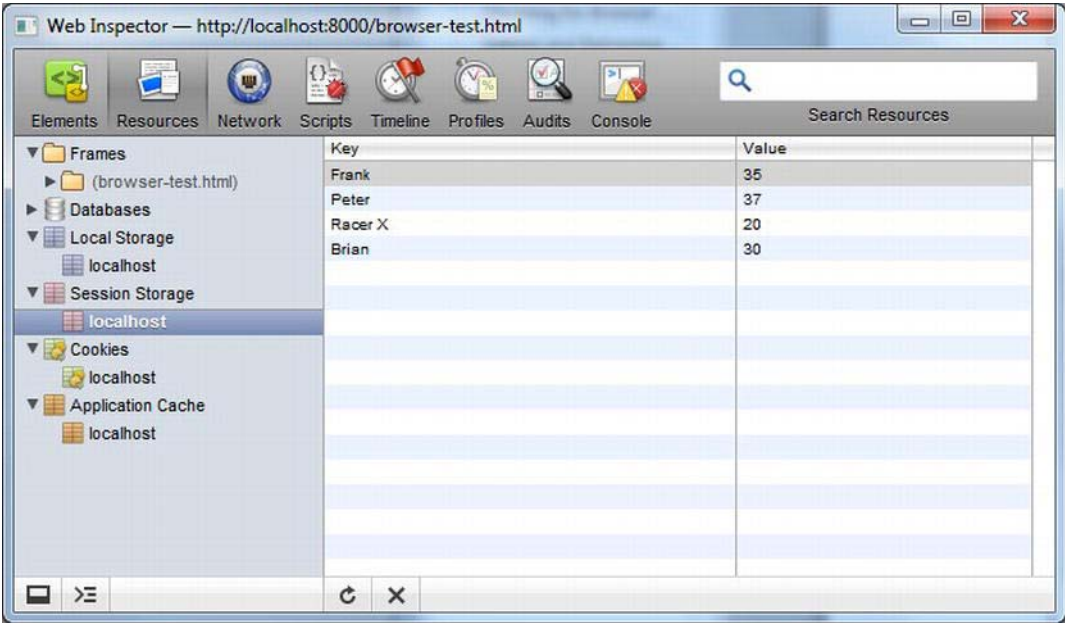 Web Inspector — http://localhost:8000/browser-test.html
Elements Resources Network Scripts Timeline Profiles Audits Console Search Resources
Frames
(browser-test.html)
Databases
Local Storage
localhost
Session Storage
localhost
Cookies
localhost
Application Cache
localhost
Key Value
Frank 35
Peter 37
Racer X 20
Brian 30